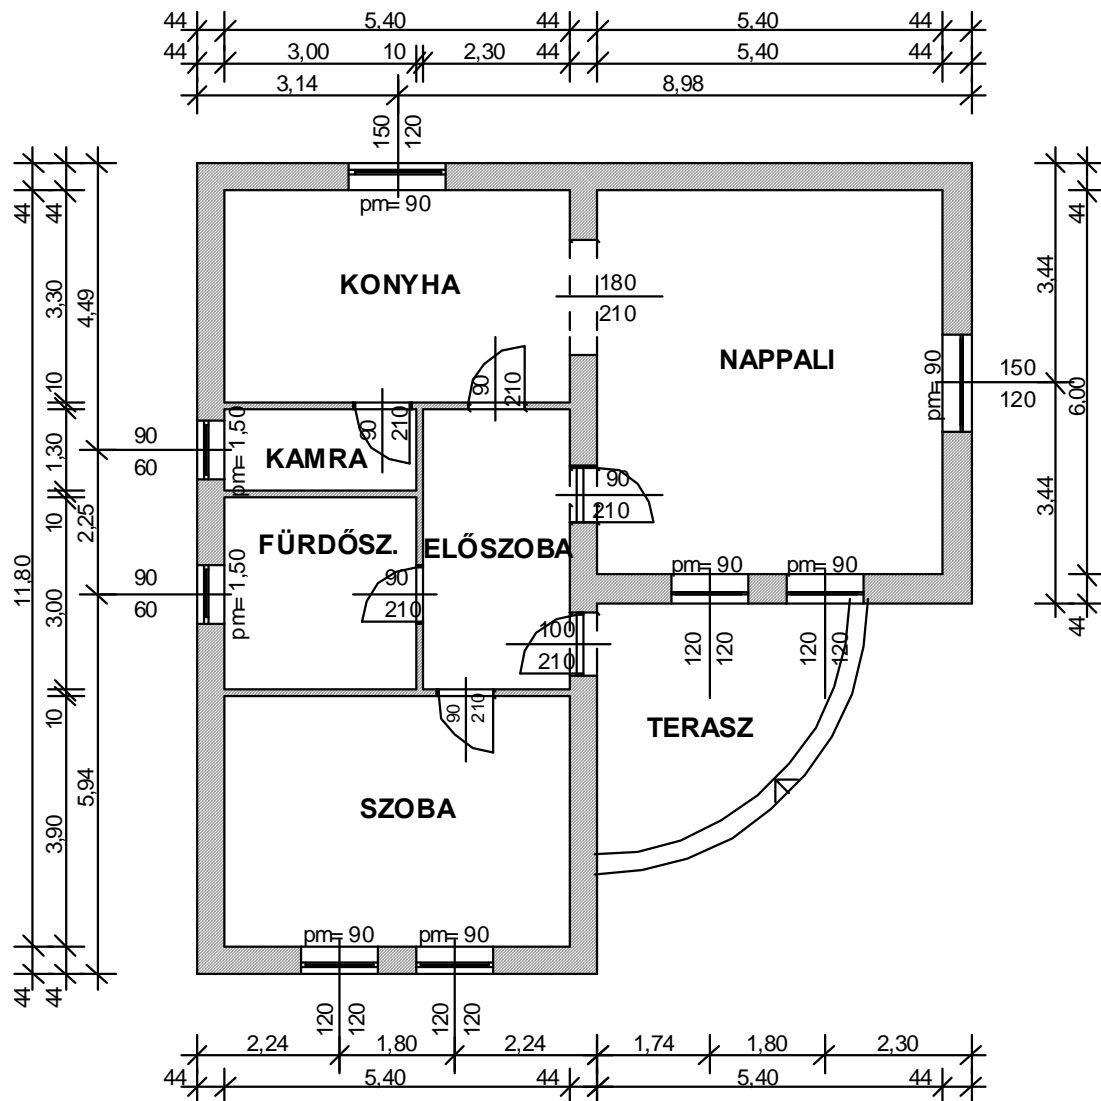 44 5,40 44 5,40 44
44 3,00 10 2,30 44 5,40 44
3,14 8,98
150 120
pm= 90
KONYHA
180
210
NAPPALI
90 210
90 210
pm= 90
150
120
90
60
pm= 1,50
KAMRA
90
210
FÜRDŐSZ.
ELŐSZOBA
90
60
pm= 1,50
90
210
pm= 90 pm= 90
100
210
120 120 120 120
90 210
TERASZ
SZOBA
pm= 90 pm= 90
120 120 120 120
44 11,80 44
44 3,30 10 1,30 10 3,00 10 3,90 44
4,49 2,25 5,94
3,44 3,44
44 6,00 44
2,24 1,80 2,24 1,74 1,80 2,30
44 5,40 44 5,40 44